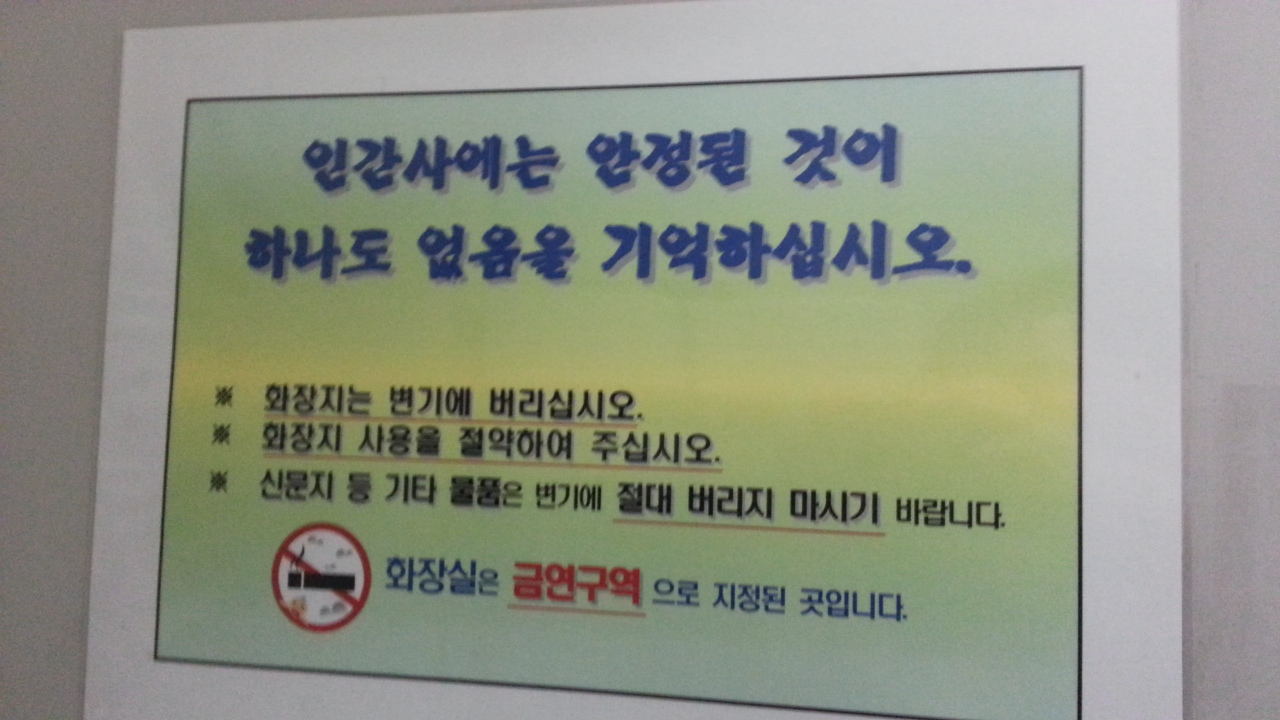 인간사에는 안정된 것이
하나도 없음을 기억하십시오.
※ 화장지는 변기에 버리십시오.
※ 화장지 사용을 절약하여 주십시오.
※ 신문지 등 기타 물품은 변기에 절대 버리지 마시기 바랍니다.
화장실은 금연구역 으로 지정된 곳입니다.